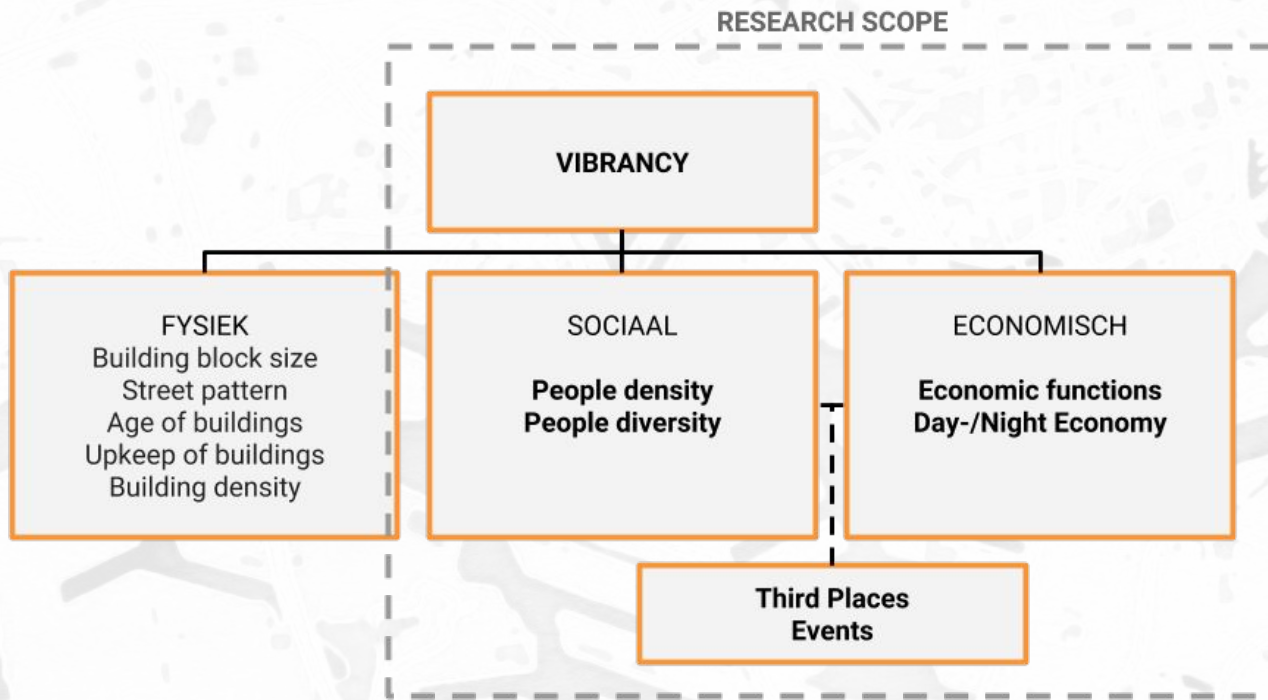 RESEARCH SCOPE
VIBRANCY
FYSIEK
Building block size
Street pattern
Age of buildings
Upkeep of buildings
Building density
SOCIAAL
People density
People diversity
ECONOMISCH
Economic functions
Day-/Night Economy
Third Places
Events